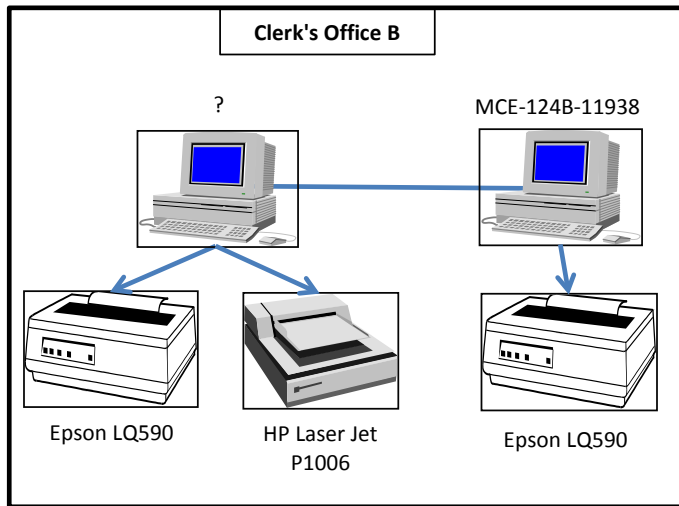 Clerk's Office B
?
MCE-124B-11938
Epson LQ590
HP Laser Jet
P1006
Epson LQ590